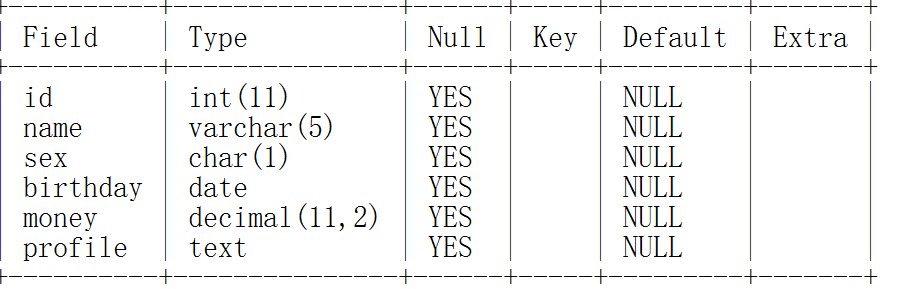 +-----------+----------------+-------+------+----------+--------+
| Field | Type | Null | Key | Default | Extra |
+-----------+----------------+-------+------+----------+--------+
| id | int(11) | YES | | NULL | |
| name | varchar(5) | YES | | NULL | |
| sex | char(1) | YES | | NULL | |
| birthday | date | YES | | NULL | |
| money | decimal(11,2) | YES | | NULL | |
| profile | text | YES | | NULL | |
+-----------+----------------+-------+------+----------+--------+